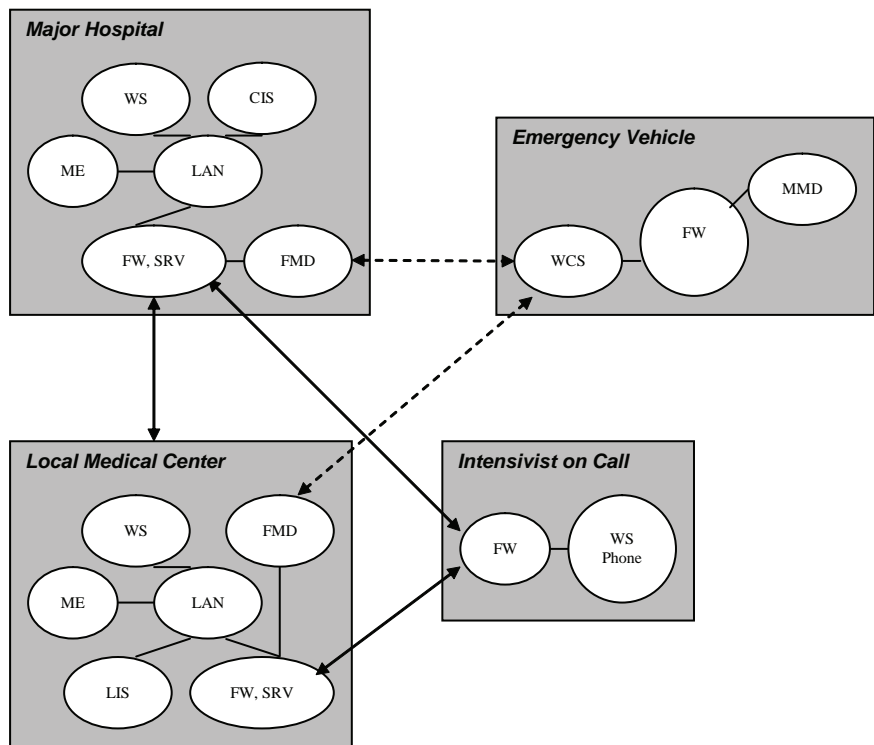 Major Hospital
WS
CIS
ME
LAN
FW, SRV
FMD
Emergency Vehicle
MMD
FW
WCS
Local Medical Center
WS
FMD
ME
LAN
LIS
FW, SRV
Intensivist on Call
FW
WS
Phone